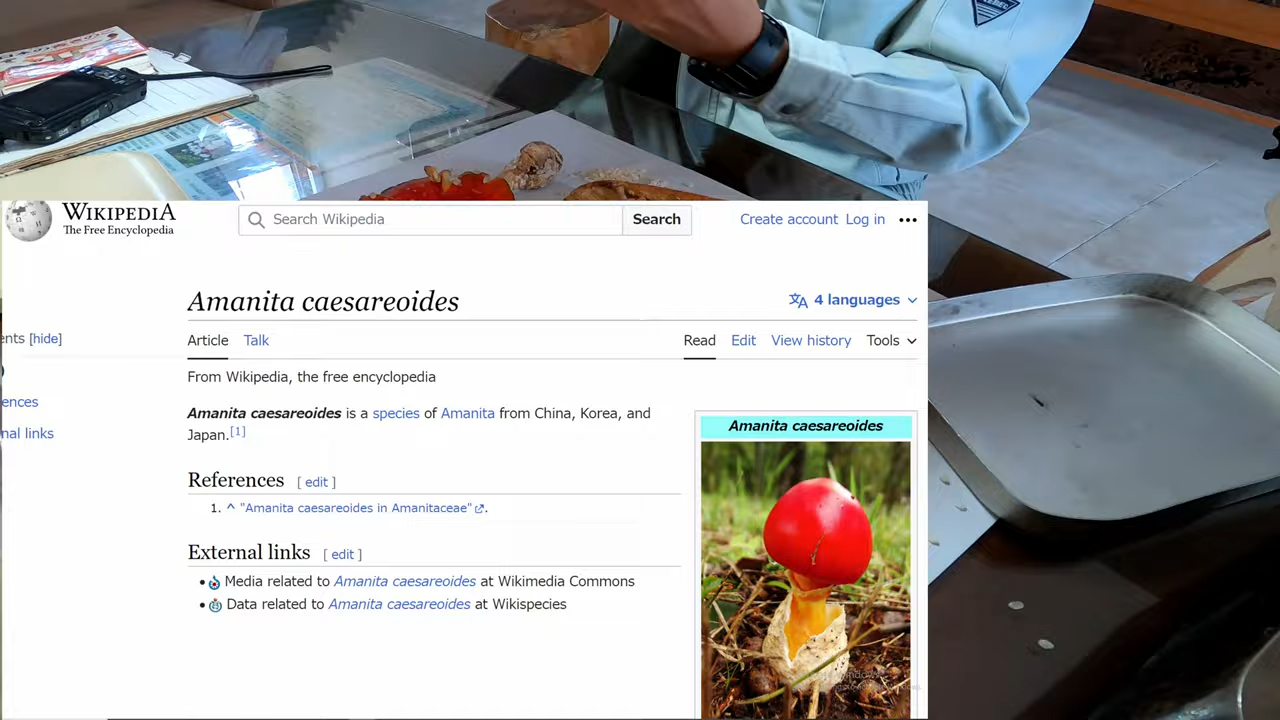 WIKIPEDIA
The Free Encyclopedia
Search Wikipedia
Search
Create account Log in
Amanita caesareoides
4 languages
ents [hide]
Article Talk
Read Edit View history Tools
From Wikipedia, the free encyclopedia
ences
nal links
Amanita caesareoides is a species of Amanita from China, Korea, and
Japan.[1]
Amanita caesareoides
References [ edit ]
1. ^ "Amanita caesareoides in Amanitaceae".
External links [ edit ]
• Media related to Amanita caesareoides at Wikimedia Commons
• Data related to Amanita caesareoides at Wikispecies